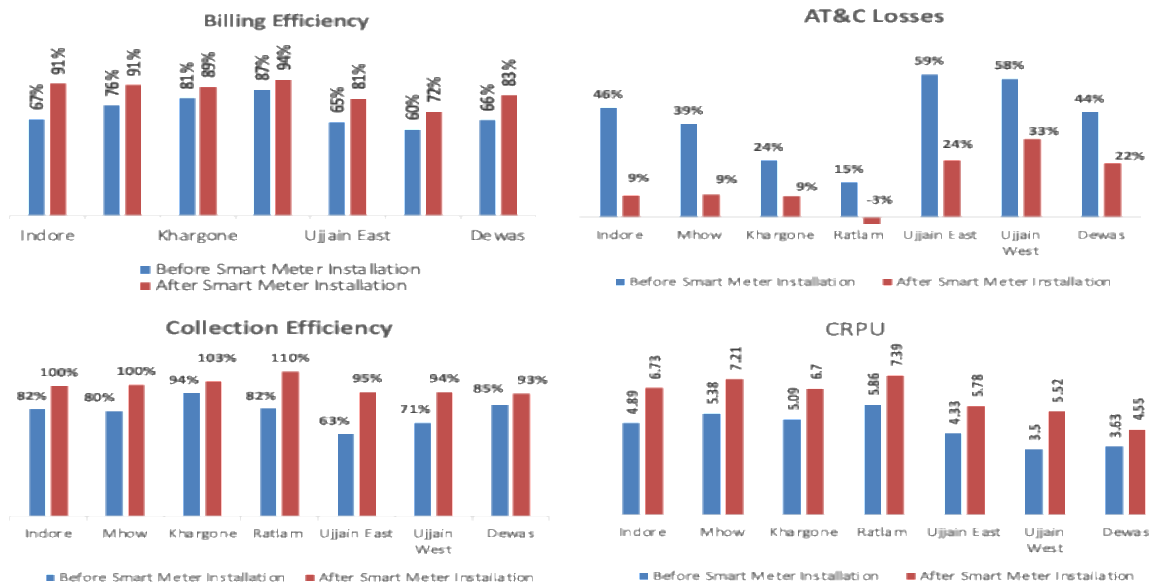 Billing Efficiency
67% 91% 76% 91% 81% 89% 87% 94% 65% 81% 60% 72% 66% 83%
Indore Khargone Ujjain East Dewas
Before Smart Meter Installation
After Smart Meter Installation
AT&C Losses
46% 9% 39% 9% 24% 9% 15% -3% 59% 24% 58% 33% 44% 22%
Indore Mhow Khargone Ratlam Ujjain East Ujjain Dewas
West
Before Smart Meter Installation After Smart Meter Installation
Collection Efficiency
82% 100% 80% 100% 94% 103% 82% 110% 63% 95% 71% 94% 85% 93%
Indore Mhow Khargone Ratlam Ujjain East Ujjain Dewas
West
Before Smart Meter Installation After Smart Meter Installation
CRPU
4.89 6.73 5.38 7.21 5.09 6.7 5.86 7.39 4.33 5.78 3.5 5.52 3.63 4.55
Indore Mhow Khargone Ratlam Ujjain East Ujjain Dewas
West
Before Smart Meter Installation After Smart Meter Installation